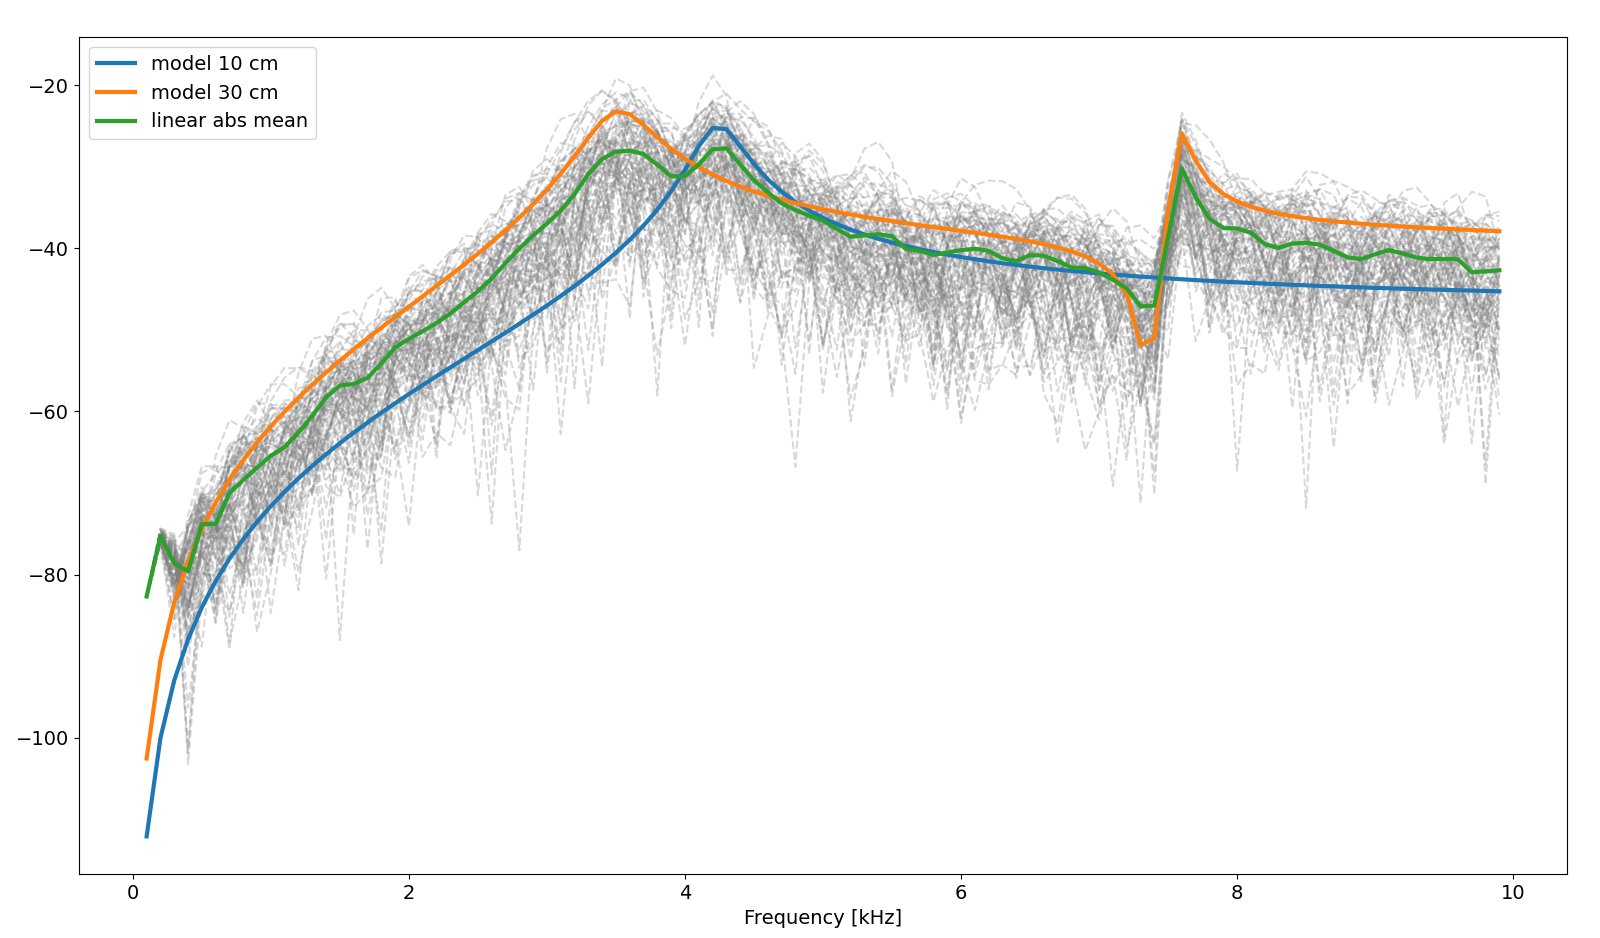 model 10 cm
model 30 cm
linear abs mean
−20
−40
−60
−80
−100
0 2 4 6 8 10
Frequency [kHz]